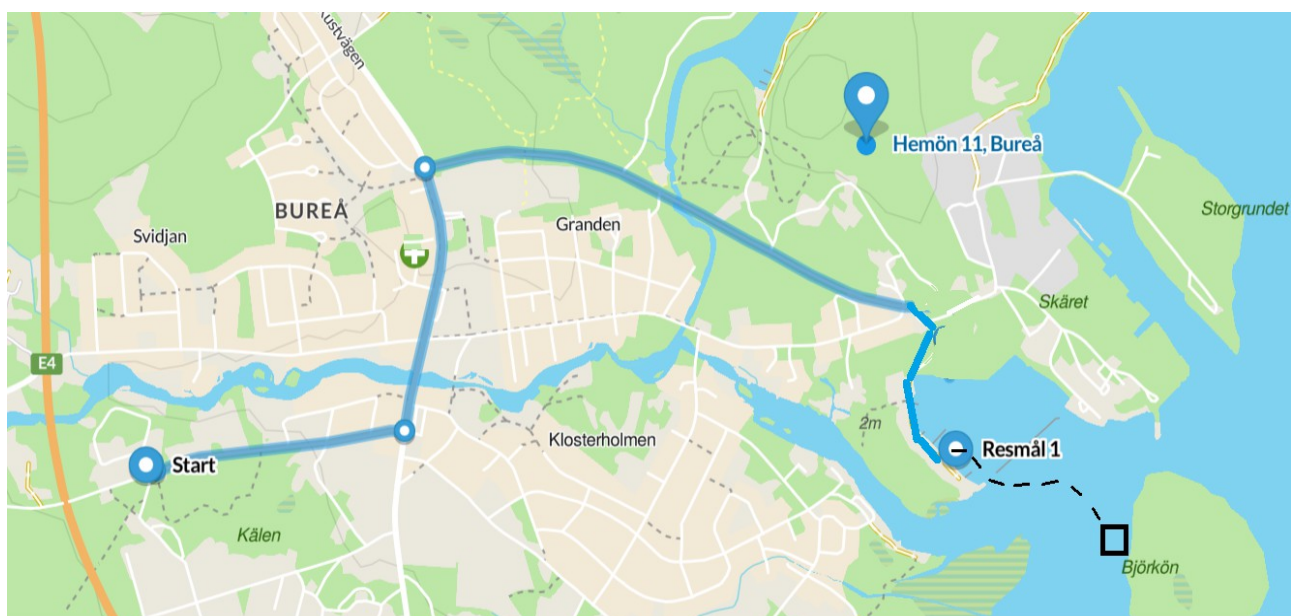 Hemön 11, Bureå
Storgrundet
BUREÅ
Granden
Svidjan
Skäret
E4
2m
Klosterholmen
Resmål 1
Start
Kälen
Björkön